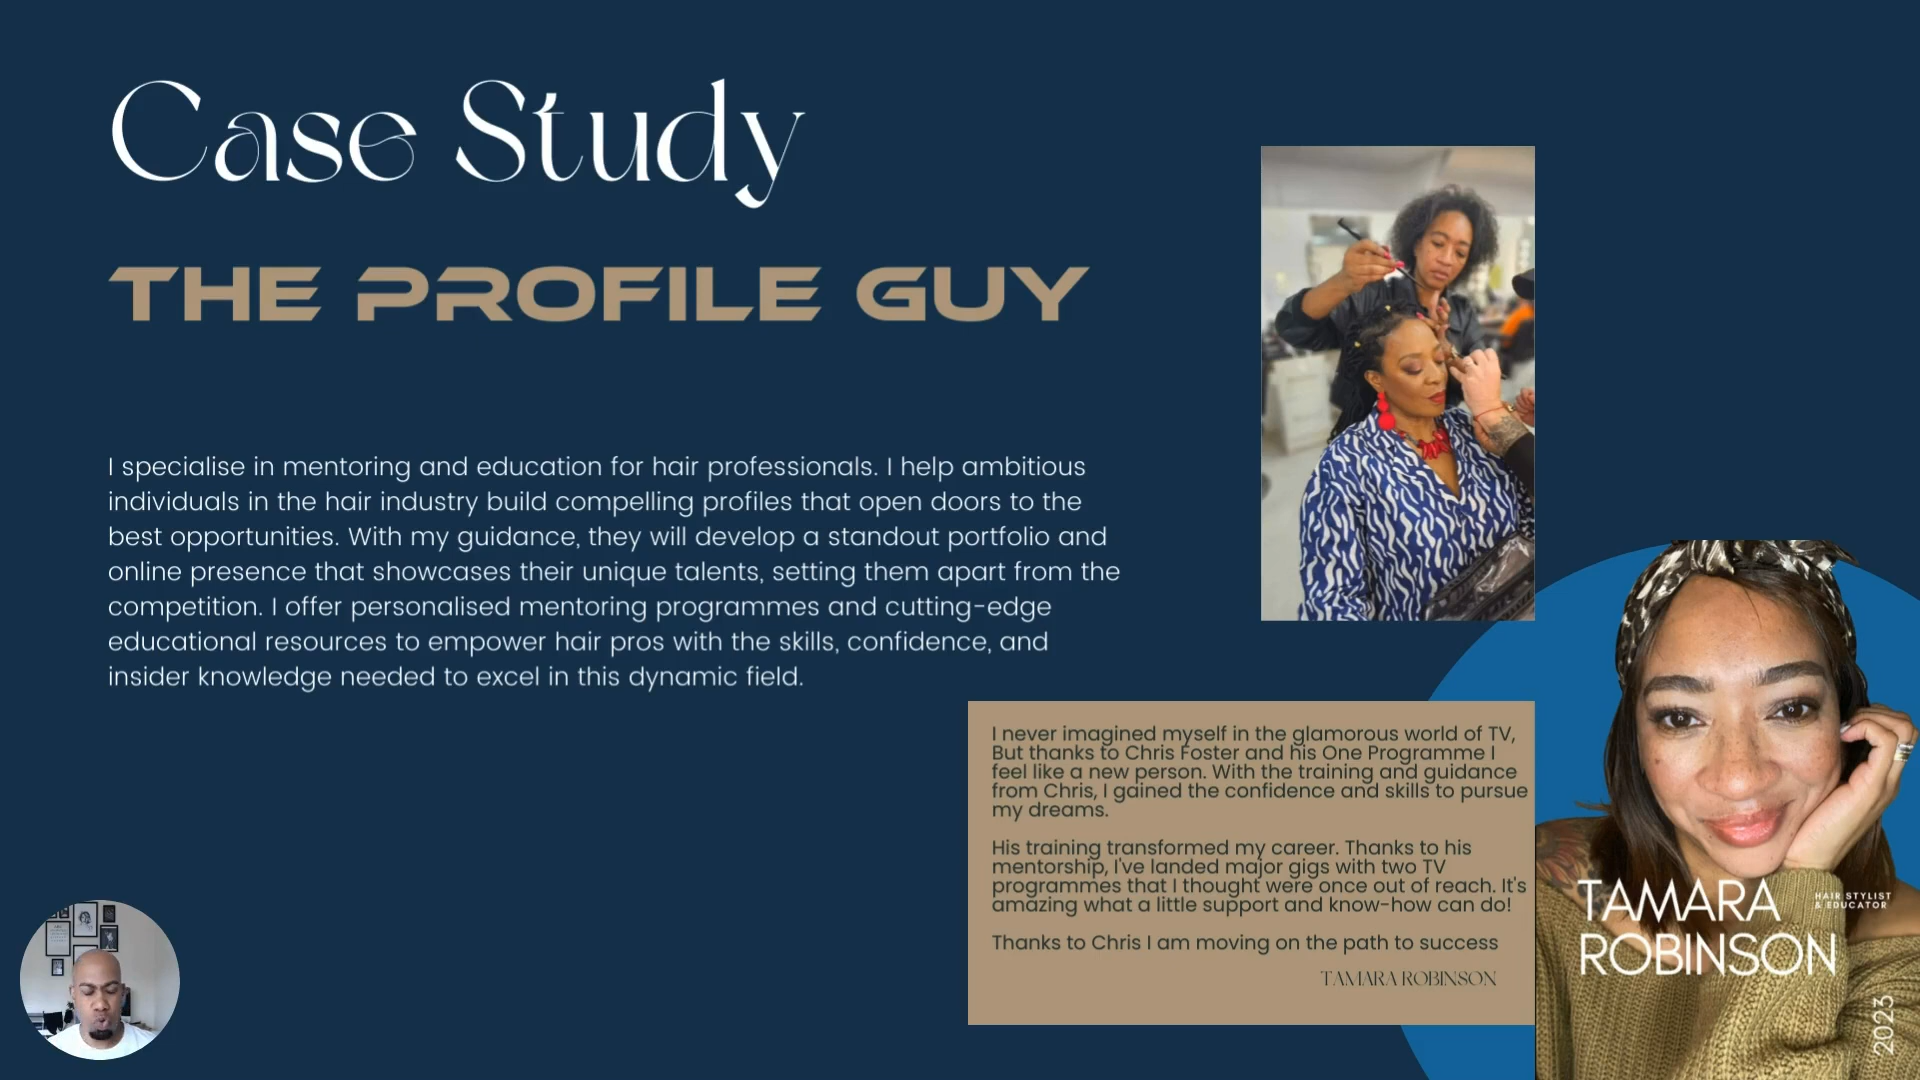 Case Study
THE PROFILE GUY
I specialise in mentoring and education for hair professionals. I help ambitious
individuals in the hair industry build compelling profiles that open doors to the
best opportunities. With my guidance, they will develop a standout portfolio and
online presence that showcases their unique talents, setting them apart from the
competition. I offer personalised mentoring programmes and cutting-edge
educational resources to empower hair pros with the skills, confidence, and
insider knowledge needed to excel in this dynamic field.
I never imagined myself in the glamorous world of TV,
But thanks to Chris Foster and his One Programme I
feel like a new person. With the training and guidance
from Chris, I gained the confidence and skills to pursue
my dreams.
His training transformed my career. Thanks to his
mentorship, I've landed major gigs with two TV
programmes that I thought were once out of reach. It's
amazing what a little support and know-how can do!
Thanks to Chris I am moving on the path to success
TAMARA ROBINSON
TAMARA
ROBINSON
HAIR STYLIST
& EDUCATOR
2023